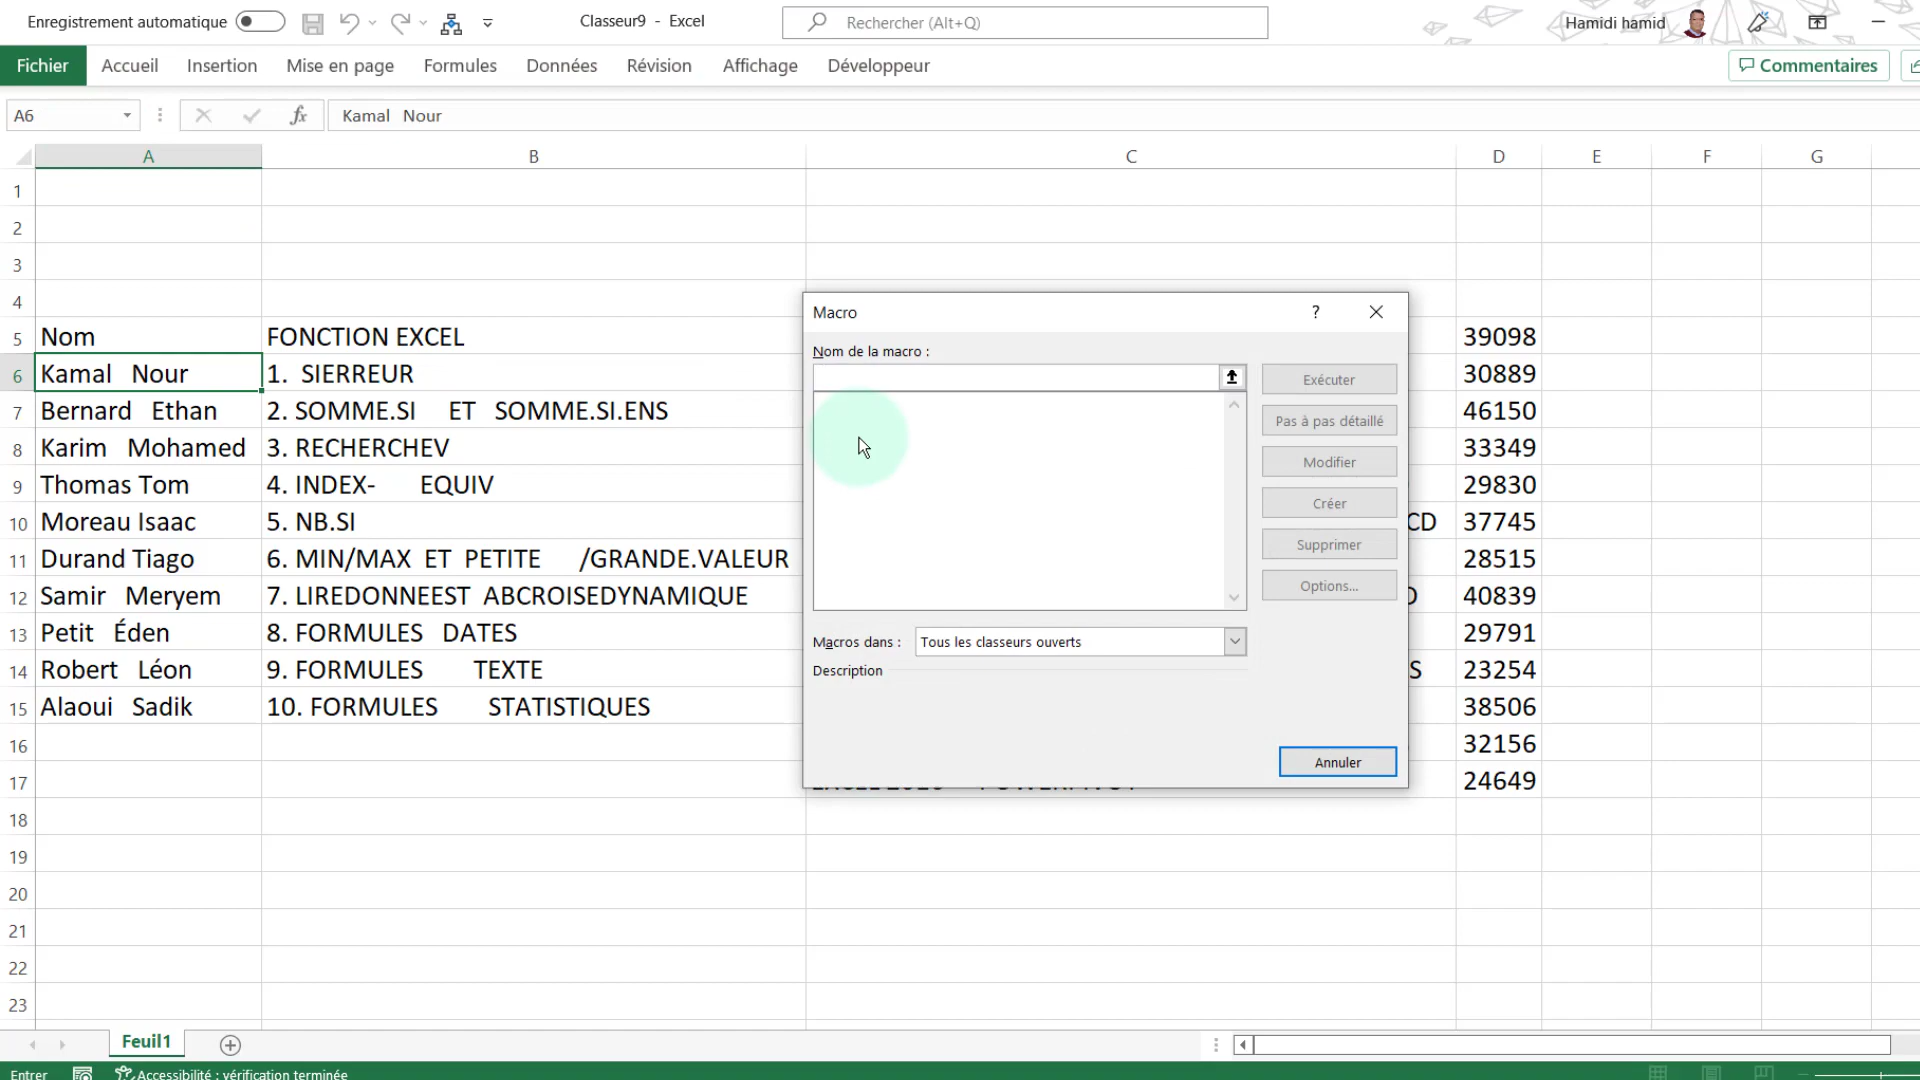 Enregistrement automatique
Classeur9 - Excel
Rechercher (Alt+Q)
Hamidi hamid
Fichier Accueil Insertion Mise en page Formules Données Révision Affichage Développeur
Commentaires
A6
fx
Kamal Nour
A B C D E F G
1
2
3
4
5 Nom FONCTION EXCEL 39098
6 Kamal Nour 1. SIERREUR 30889
7 Bernard Ethan 2. SOMME.SI ET SOMME.SI.ENS 46150
8 Karim Mohamed 3. RECHERCHEV 33349
9 Thomas Tom 4. INDEX- EQUIV 29830
10 Moreau Isaac 5. NB.SI CD 37745
11 Durand Tiago 6. MIN/MAX ET PETITE /GRANDE.VALEUR 28515
12 Samir Meryem 7. LIREDONNEEST ABCROISEDYNAMIQUE 40839
13 Petit Éden 8. FORMULES DATES 29791
14 Robert Léon 9. FORMULES TEXTE S 23254
15 Alaoui Sadik 10. FORMULES STATISTIQUES 38506
16 32156
17 24649
18
19
20
21
22
23
Macro
?
Nom de la macro :
Exécuter
Pas à pas détaillé
Modifier
Créer
Supprimer
Options...
Macros dans : Tous les classeurs ouverts
Description
Annuler
Feuil1
Entrer
Accessibilité : vérification terminée